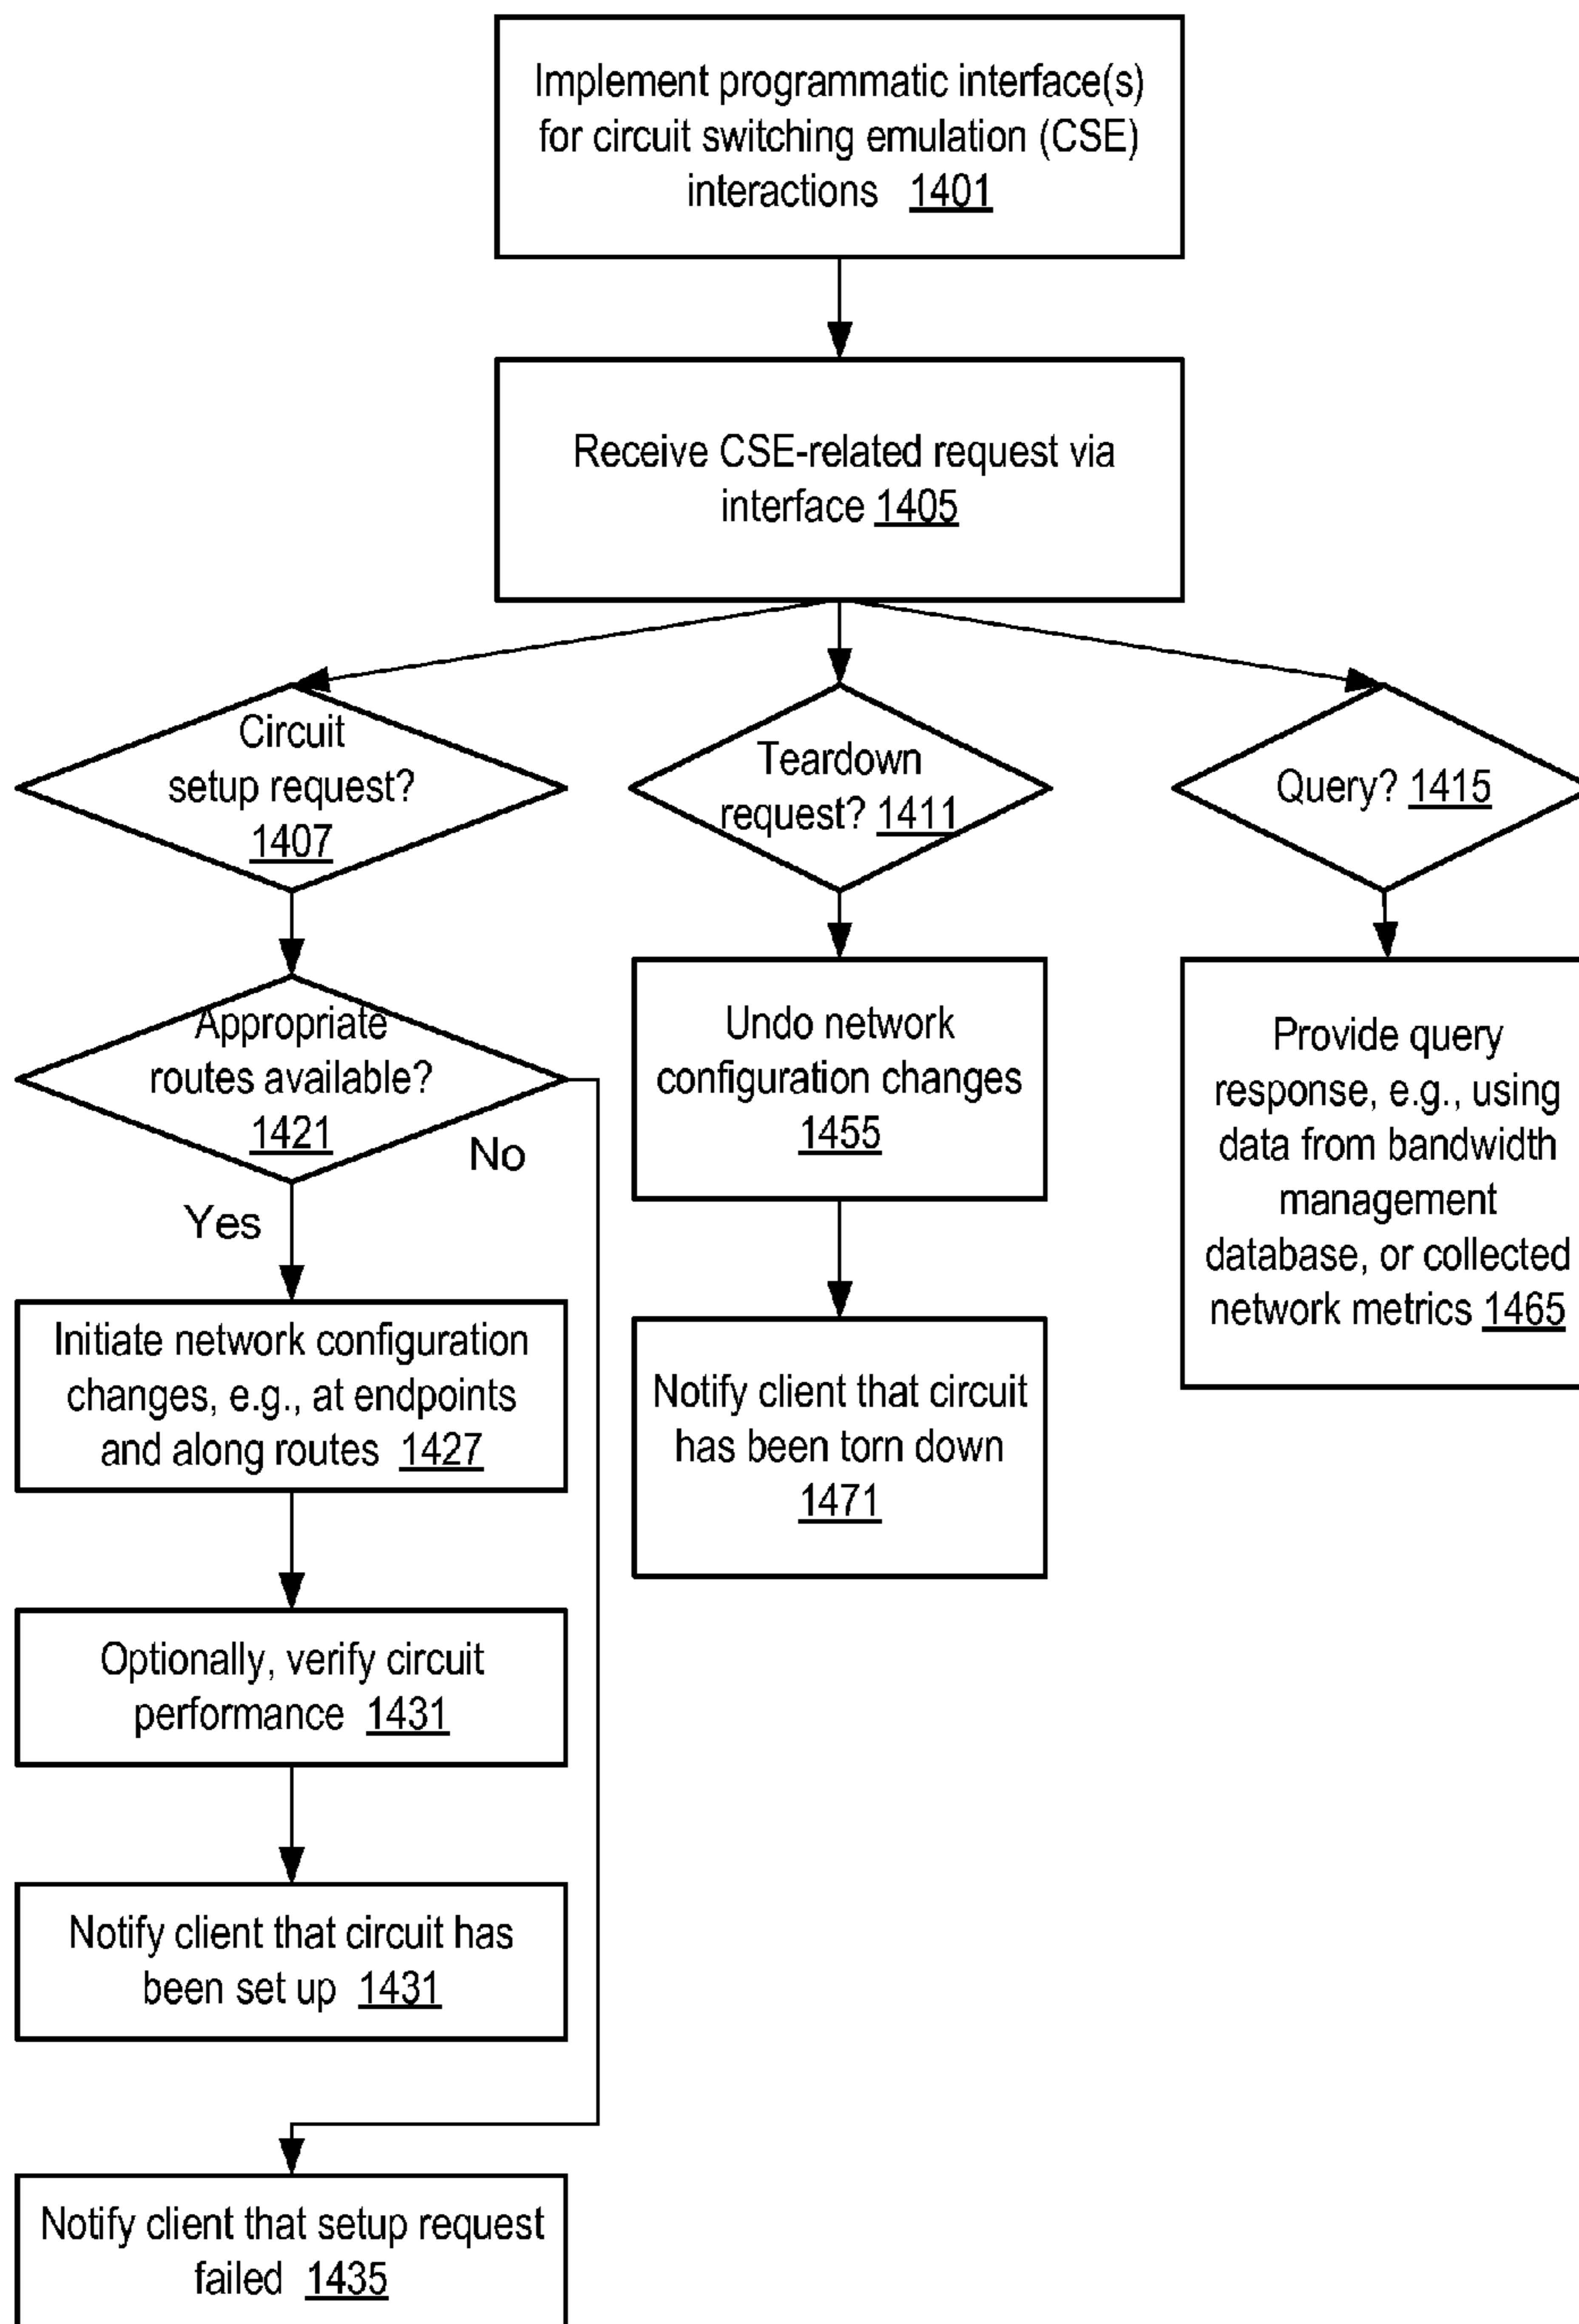 Implement programmatic interface(s)
for circuit switching emulation (CSE)
interactions 1401
Receive CSE-related request via
interface 1405
Circuit
setup request?
1407
Teardown
request? 1411
Query? 1415
Appropriate
routes available?
1421
No
Yes
Undo network
configuration changes
1455
Provide query
response, e.g., using
data from bandwidth
management
database, or collected
network metrics 1465
Initiate network configuration
changes, e.g., at endpoints
and along routes 1427
Notify client that circuit
has been torn down
1471
Optionally, verify circuit
performance 1431
Notify client that circuit has
been set up 1431
Notify client that setup request
failed 1435